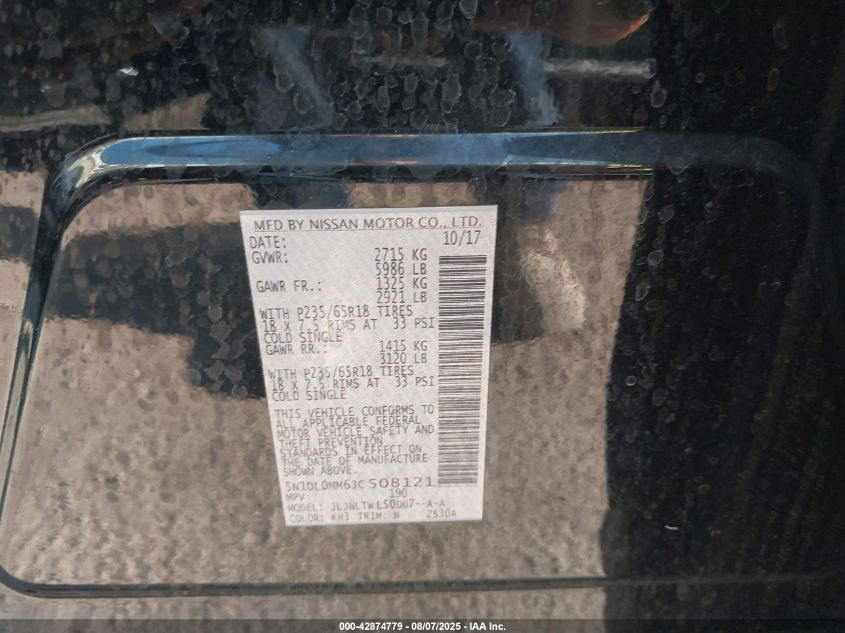 MFD BY NISSAN MOTOR CO., LTD.
DATE: 10/17
GVWR: 2715 KG
5986 LB
GAWR FR.: 1325 KG
2921 LB
WITH P235/65R18 TIRES
18 X 7.5 RIMS AT 33 PSI
COLD SINGLE
GAWR RR.: 1415 KG
3120 LB
WITH P235/65R18 TIRES
18 X 7.5 RIMS AT 33 PSI
COLD SINGLE
THIS VEHICLE CONFORMS TO
ALL APPLICABLE FEDERAL
MOTOR VEHICLE SAFETY AND
THEFT PREVENTION
STANDARDS IN EFFECT ON
THE DATE OF MANUFACTURE
5N1DL0MM6JC508121
MPV 190
MODEL: JLJNLTWL50DU7--A-A
COLOR: KH3 TRIM: M Z530A
000-42874779 - 08/07/2025 - IAA Inc.